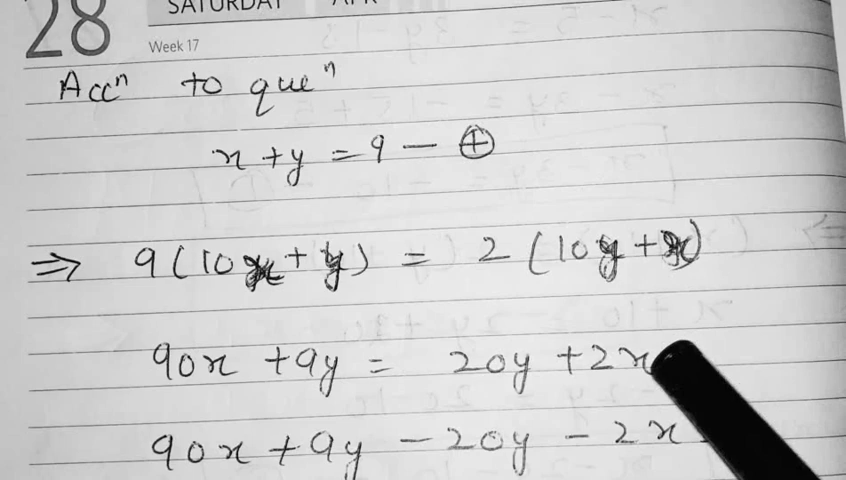 28 SATURDAY APR
Week 17
Accⁿ to queⁿ
x + y = 9 — ①
⇒ 9(10x + y) = 2(10y + x)
90x + 9y = 20y + 2x
90x + 9y - 20y - 2x